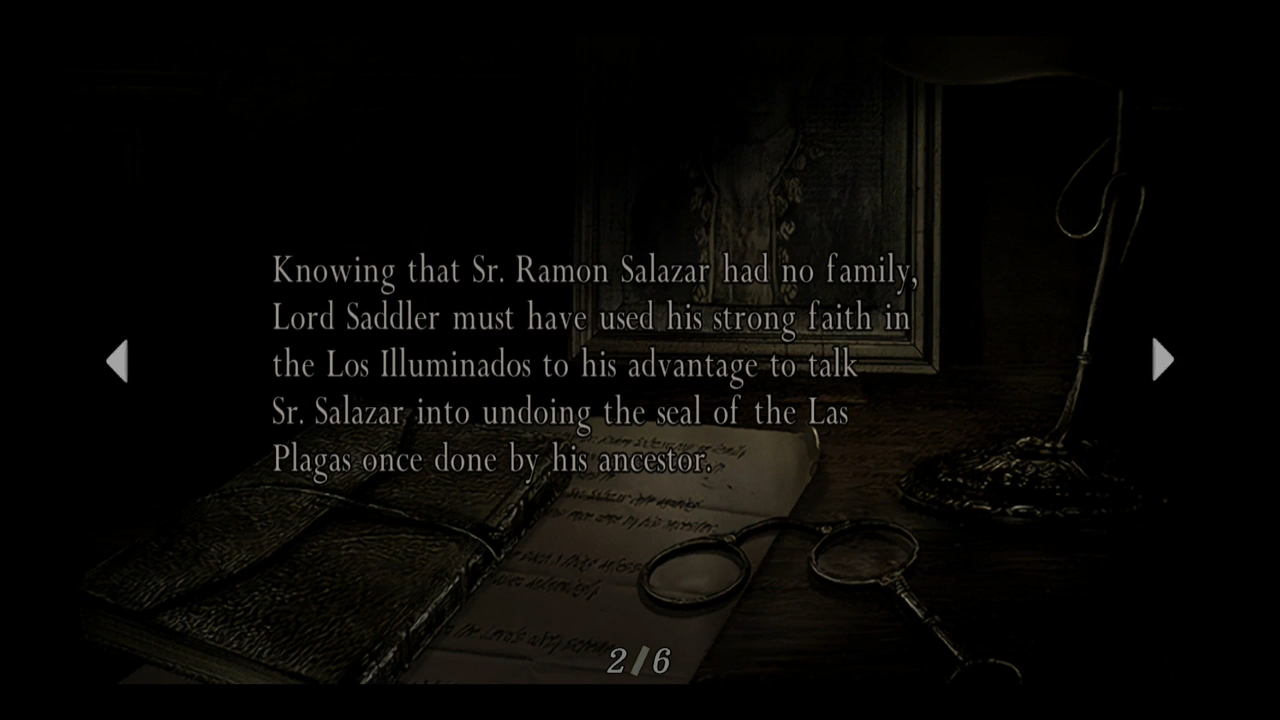 Knowing that Sr. Ramon Salazar had no family,
Lord Saddler must have used his strong faith in
the Los Illuminados to his advantage to talk
Sr. Salazar into undoing the seal of the Las
Plagas once done by his ancestor.
2/6